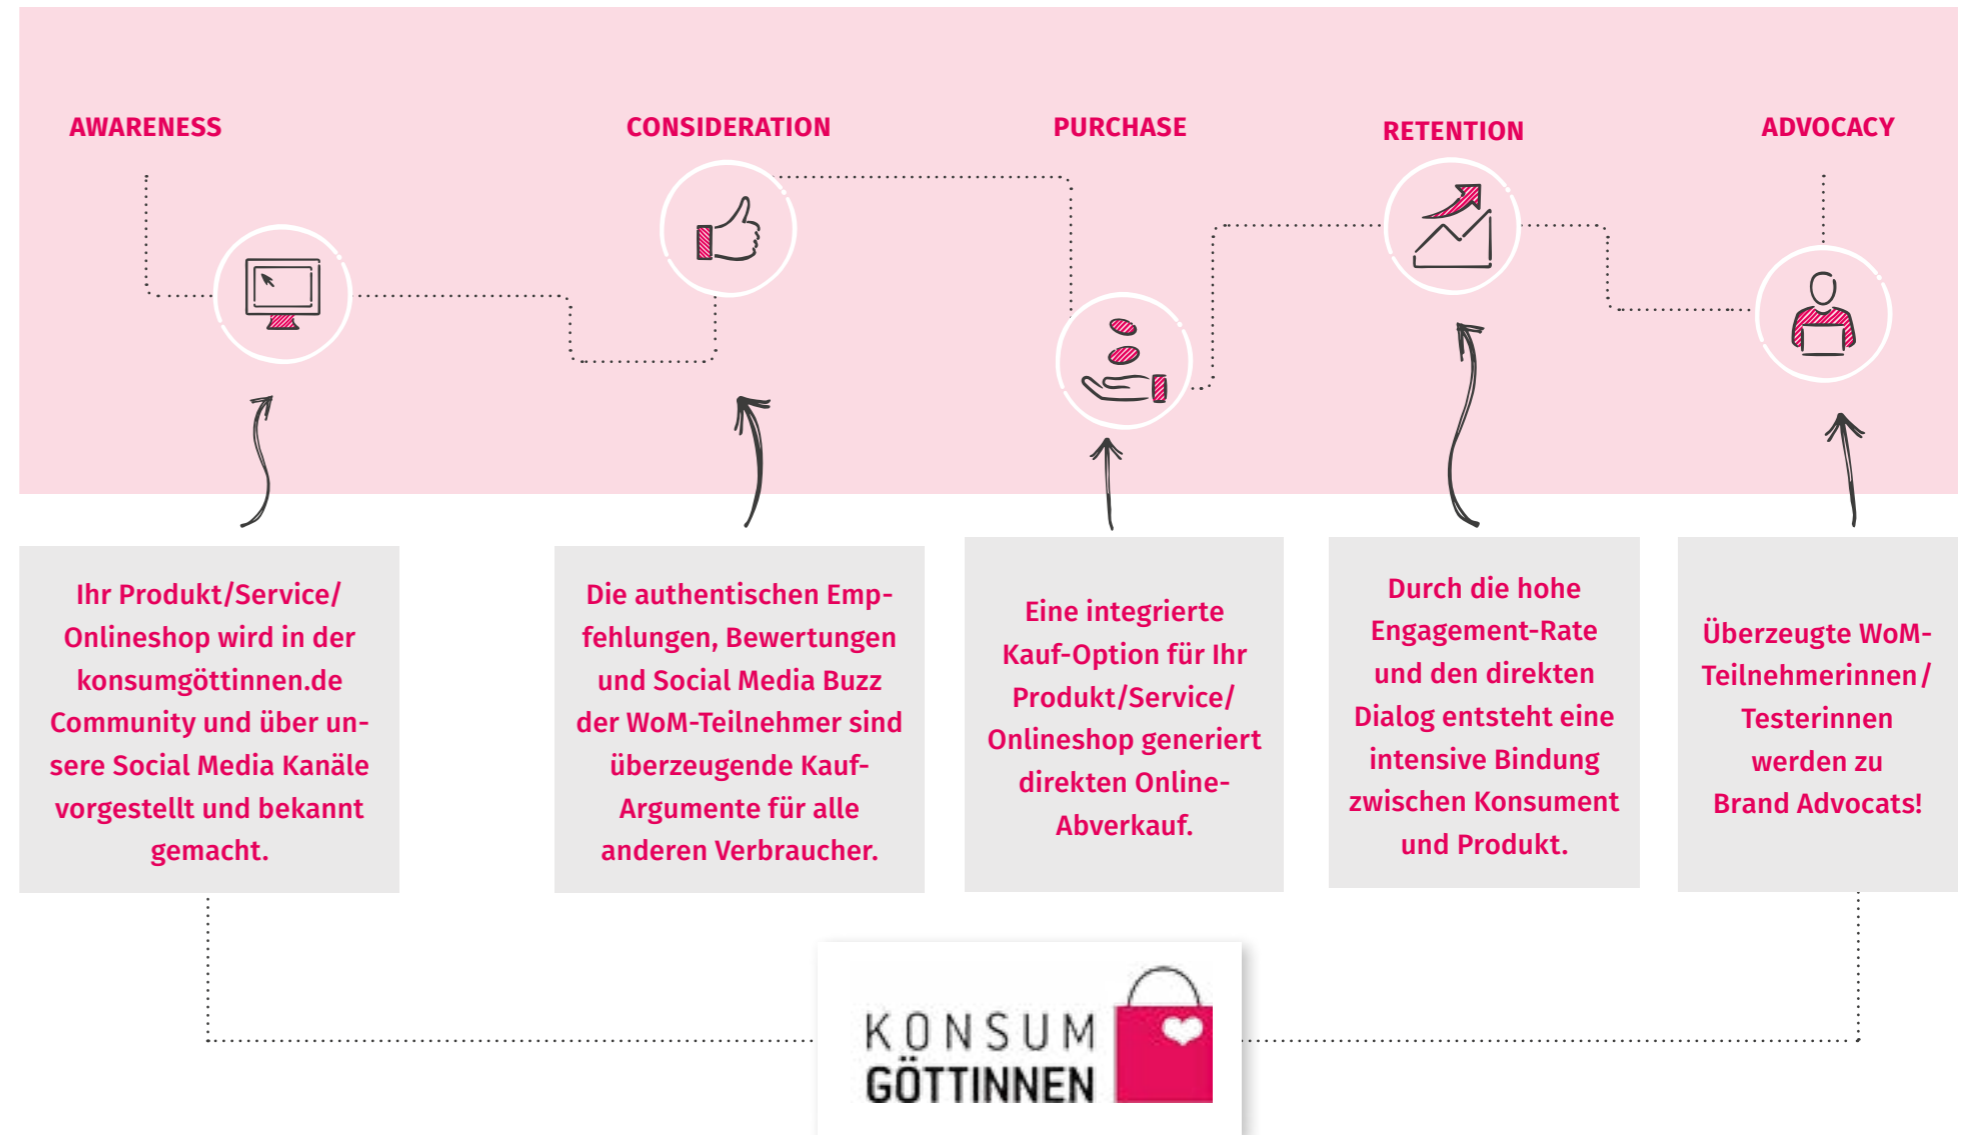 AWARENESS
CONSIDERATION
PURCHASE
RETENTION
ADVOCACY
Ihr Produkt/Service/
Onlineshop wird in der
konsumgöttinnen.de
Community und über un-
sere Social Media Kanäle
vorgestellt und bekannt
gemacht.
Die authentischen Emp-
fehlungen, Bewertungen
und Social Media Buzz
der WoM-Teilnehmer sind
überzeugende Kauf-
Argumente für alle
anderen Verbraucher.
Eine integrierte
Kauf-Option für Ihr
Produkt/Service/
Onlineshop generiert
direkten Online-
Abverkauf.
Durch die hohe
Engagement-Rate
und den direkten
Dialog entsteht eine
intensive Bindung
zwischen Konsument
und Produkt.
Überzeugte WoM-
Teilnehmerinnen/
Testerinnen
werden zu
Brand Advocats!
KONSUM
GÖTTINNEN